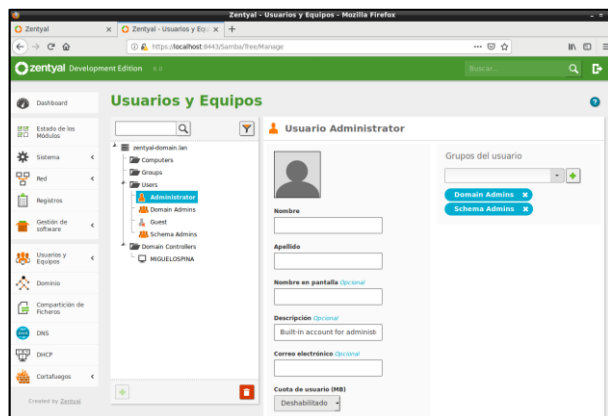 Zentyal - Usuarios y Equipos - Mozilla Firefox
Zentyal
Zentyal - Usuarios y Equi
https://localhost:8443/Samba/Tree/Manage
zentyal Development Edition 6.0
Buscar...
Dashboard
Estado de los
Módulos
Sistema
Red
Registros
Gestión de
software
Usuarios y
Equipos
Dominio
Compartición de
Ficheros
DNS
DHCP
Cortafuegos
Created by Zentyal
Usuarios y Equipos
zentyal-domain.lan
Computers
Groups
Users
Administrator
Domain Admins
Guest
Schema Admins
Domain Controllers
MIGUELOSPINA
Usuario Administrator
Nombre
Apellido
Nombre en pantalla Opcional
Descripción Opcional
Built-in account for administ
Correo electrónico Opcional
Cuota de usuario (MB)
Deshabilitado
Grupos del usuario
Domain Admins
Schema Admins